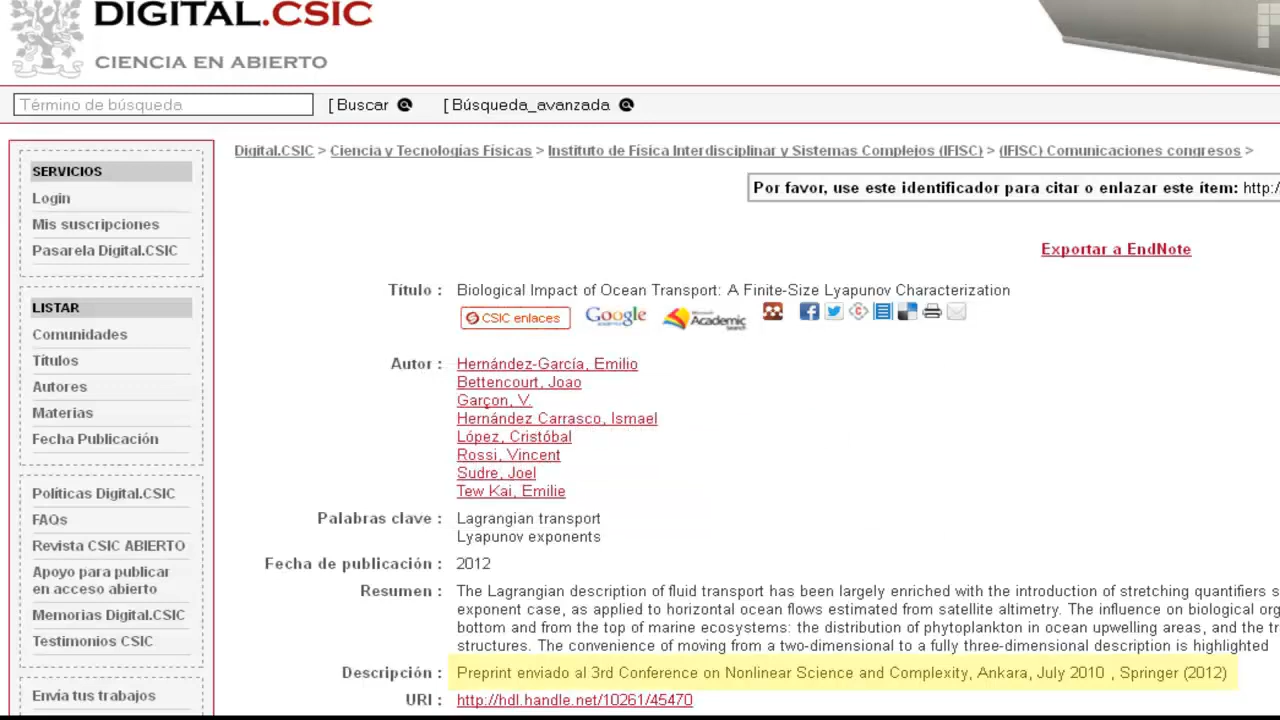 DIGITAL.CSIC
CIENCIA EN ABIERTO
Término de búsqueda
[ Buscar
[ Búsqueda_avanzada
SERVICIOS
Login
Mis suscripciones
Pasarela Digital.CSIC
LISTAR
Comunidades
Títulos
Autores
Materias
Fecha Publicación
Políticas Digital.CSIC
FAQs
Revista CSIC ABIERTO
Apoyo para publicar
en acceso abierto
Memorias Digital.CSIC
Testimonios CSIC
Envía tus trabajos
Digital.CSIC > Ciencia y Tecnologías Físicas > Instituto de Física Interdisciplinar y Sistemas Complejos (IFISC) > (IFISC) Comunicaciones congresos >
Por favor, use este identificador para citar o enlazar este ítem: http:/
Exportar a EndNote
Título : Biological Impact of Ocean Transport: A Finite-Size Lyapunov Characterization
CSIC enlaces Google Academic
Autor : Hernández-García, Emilio
Bettencourt, Joao
Garçon, V.
Hernández Carrasco, Ismael
López, Cristóbal
Rossi, Vincent
Sudre, Joel
Tew Kai, Emilie
Palabras clave : Lagrangian transport
Lyapunov exponents
Fecha de publicación : 2012
Resumen : The Lagrangian description of fluid transport has been largely enriched with the introduction of stretching quantifiers s
exponent case, as applied to horizontal ocean flows estimated from satellite altimetry. The influence on biological org
bottom and from the top of marine ecosystems: the distribution of phytoplankton in ocean upwelling areas, and the tr
structures. The convenience of moving from a two-dimensional to a fully three-dimensional description is highlighted
Descripción : Preprint enviado al 3rd Conference on Nonlinear Science and Complexity, Ankara, July 2010 , Springer (2012)
URI : http://hdl.handle.net/10261/45470